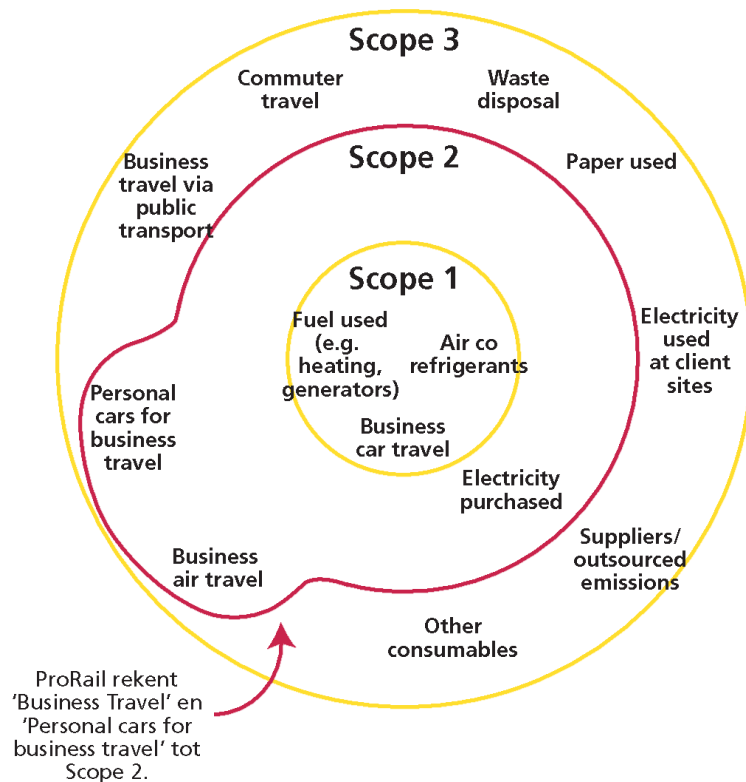 Scope 3
Commuter
travel
Waste
disposal
Business
travel via
public
transport
Scope 2
Paper used
Scope 1
Fuel used
(e.g.
heating,
generators)
Air co
refrigerants
Electricity
used
at client
sites
Business
car travel
Personal
cars for
business
travel
Electricity
purchased
Business
air travel
Suppliers/
outsourced
emissions
Other
consumables
ProRail rekent
‘Business Travel’ en
‘Personal cars for
business travel’ tot
Scope 2.